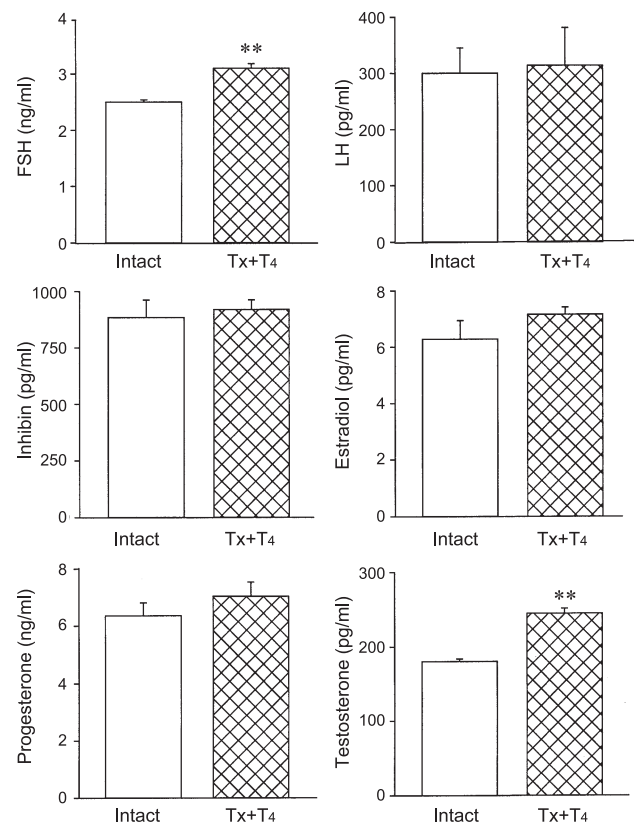 FSH (ng/ml)
4
3
2
1
0
**
Intact
Tx+T4
LH (pg/ml)
400
300
200
100
0
Intact
Tx+T4
Inhibin (pg/ml)
1000
750
500
250
0
Intact
Tx+T4
Estradiol (pg/ml)
8
6
4
2
0
Intact
Tx+T4
Progesterone (ng/ml)
8
6
4
2
0
Intact
Tx+T4
Testosterone (pg/ml)
300
200
100
0
**
Intact
Tx+T4